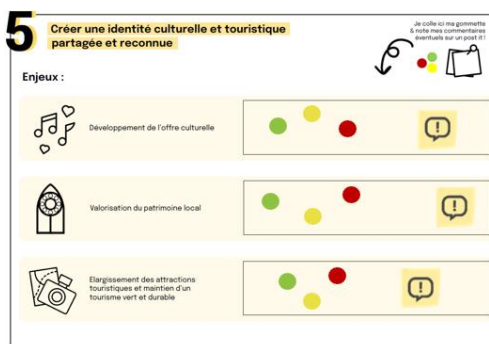 5
Créer une identité culturelle et touristique
partagée et reconnue
Je colle ici ma gommette
& note mes commentaires
éventuels sur un post it !
Enjeux :
Développement de l'offre culturelle
!
Valorisation du patrimoine local
!
Elargissement des attractions
touristiques et maintien d'un
tourisme vert et durable
!